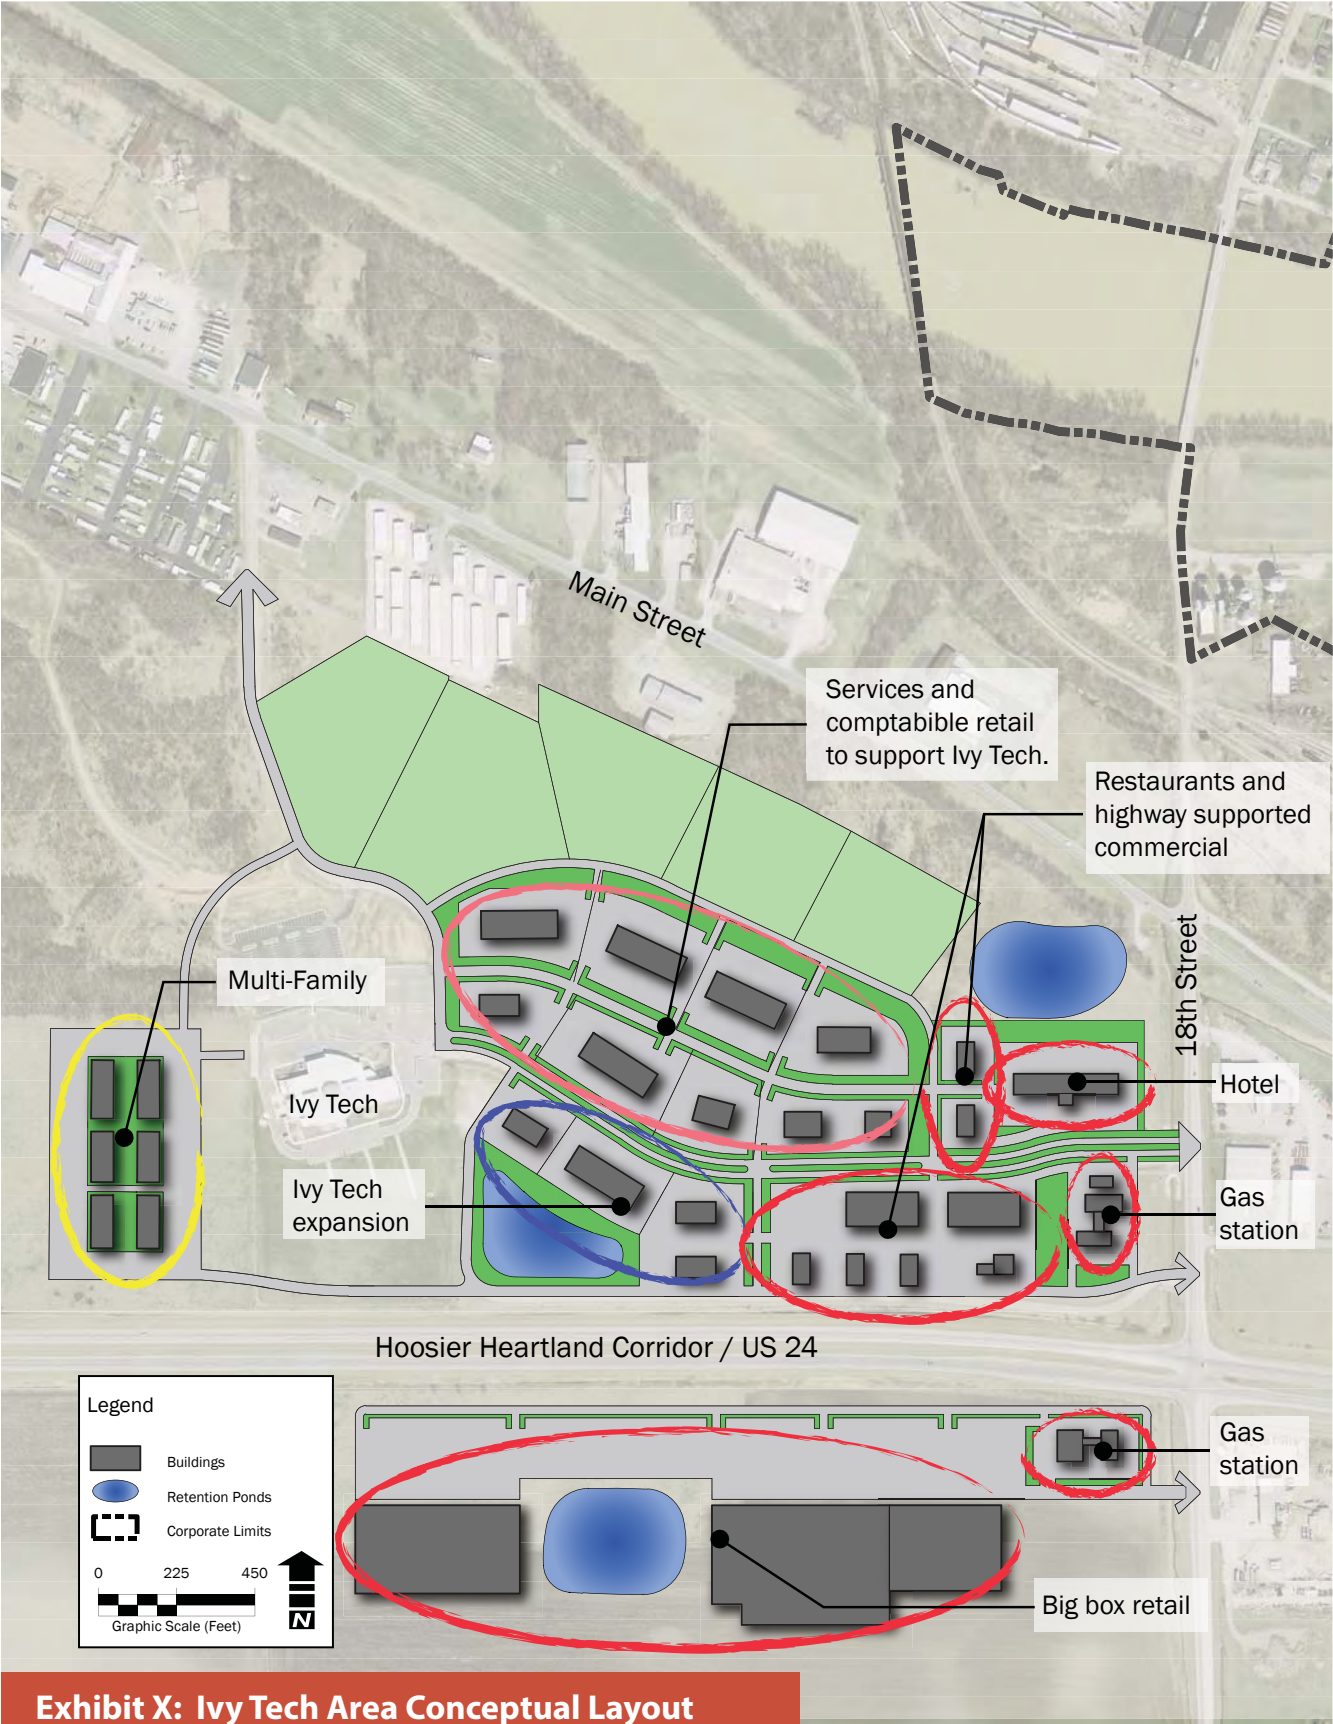 Main Street
Services and
comptabible retail
to support Ivy Tech.
Restaurants and
highway supported
commercial
18th Street
Multi-Family
Hotel
Ivy Tech
Ivy Tech
expansion
Gas
station
Hoosier Heartland Corridor / US 24
Legend
Buildings
Retention Ponds
Corporate Limits
0 225 450
Graphic Scale (Feet)
N
Gas
station
Big box retail
Exhibit X: Ivy Tech Area Conceptual Layout